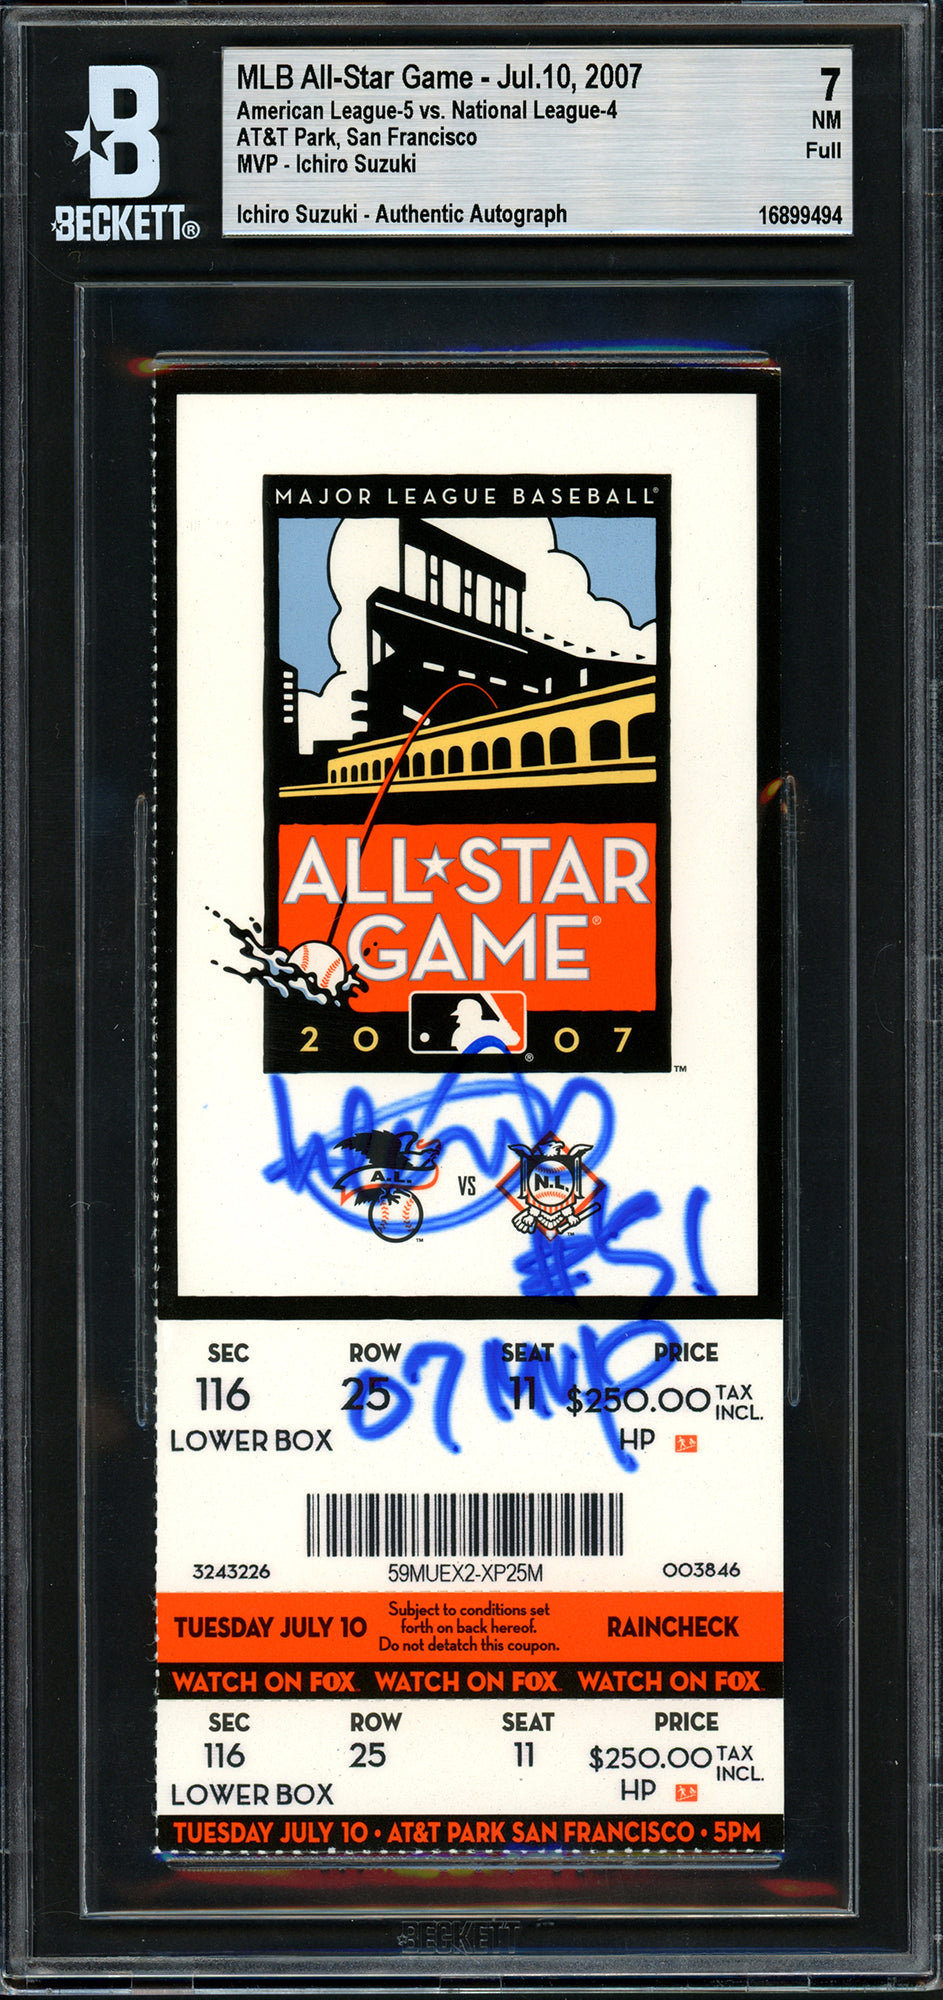 B
BECKETT®
MLB All-Star Game - Jul.10, 2007
American League-5 vs. National League-4
AT&T Park, San Francisco
MVP - Ichiro Suzuki
Ichiro Suzuki - Authentic Autograph
7
NM
Full
16899494
MAJOR LEAGUE BASEBALL®
ALL★STAR
GAME®
2007
®
™
A.L.
™
VS
N.L.
™
#51
07 MVP
SEC ROW SEAT PRICE
116 25 11 $250.00 TAX INCL.
LOWER BOX HP
3243226 59MUEX2-XP25M 003846
TUESDAY JULY 10
Subject to conditions set
forth on back hereof.
Do not detatch this coupon.
RAINCHECK
WATCH ON FOX WATCH ON FOX WATCH ON FOX
SEC ROW SEAT PRICE
116 25 11 $250.00 TAX INCL.
LOWER BOX HP
TUESDAY JULY 10 • AT&T PARK SAN FRANCISCO • 5PM
BECKETT